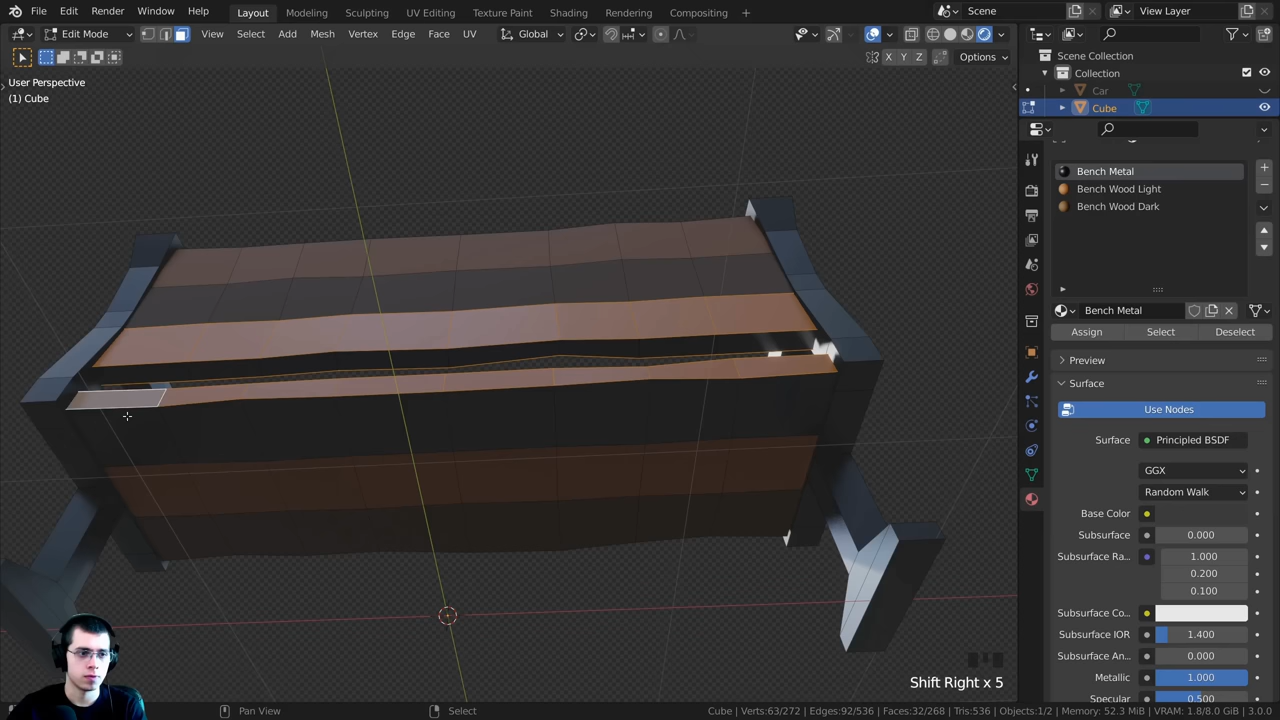 File Edit Render Window Help Layout Modeling Sculpting UV Editing Texture Paint Shading Rendering Compositing + Scene View Layer
Edit Mode View Select Add Mesh Vertex Edge Face UV Global
X Y Z Options
User Perspective
(1) Cube
Scene Collection
Collection
Car
Cube
Bench Metal
Bench Wood Light
Bench Wood Dark
Bench Metal
Assign Select Deselect
Preview
Surface
Use Nodes
Surface Principled BSDF
GGX
Random Walk
Base Color
Subsurface 0.000
Subsurface Ra... 1.000
0.200
0.100
Subsurface Co...
Subsurface IOR 1.400
Subsurface An... 0.000
Metallic 1.000
Specular 0.500
Shift Right x 5
Pan View Select Cube | Verts:63/272 | Edges:92/536 | Faces:32/268 | Tris:536 | Objects:1/2 | Memory: 52.3 MiB | VRAM: 1.8/8.0 GiB | 3.0.0